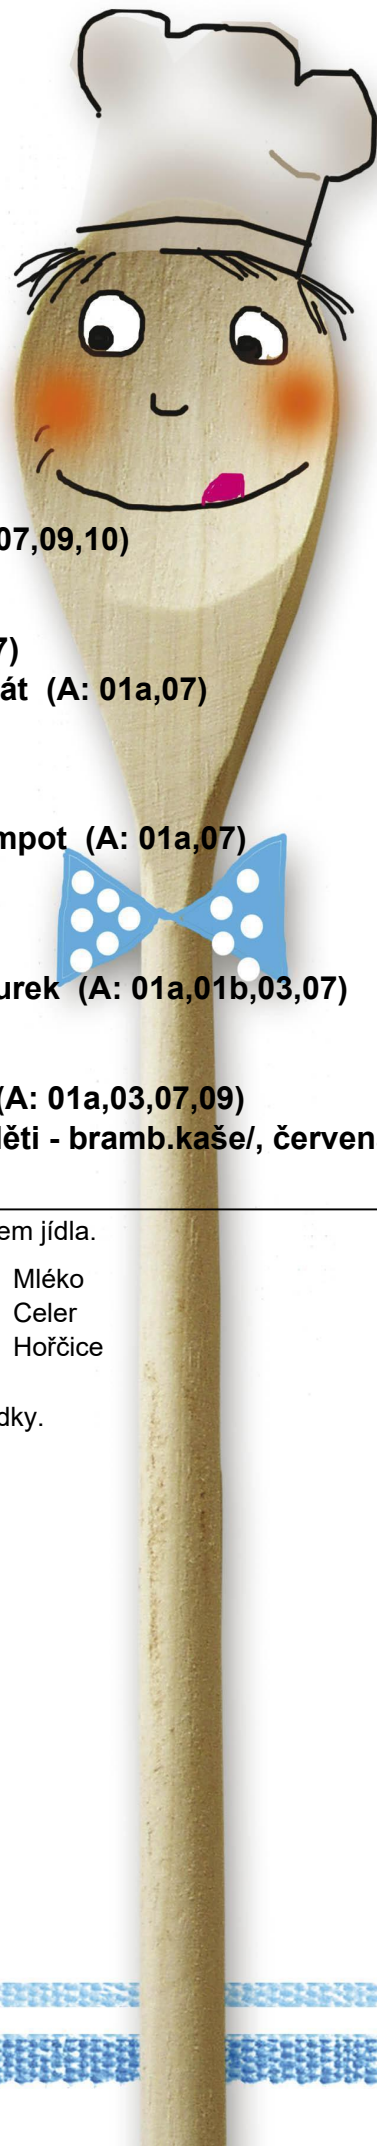 07,09,10)
7)
át (A: 01a,07)
mpot (A: 01a,07)
urek (A: 01a,01b,03,07)
(A: 01a,03,07,09)
děti - bramb.kaše/, červen
em jídla.
Mléko
Celer
Hořčice
dky.